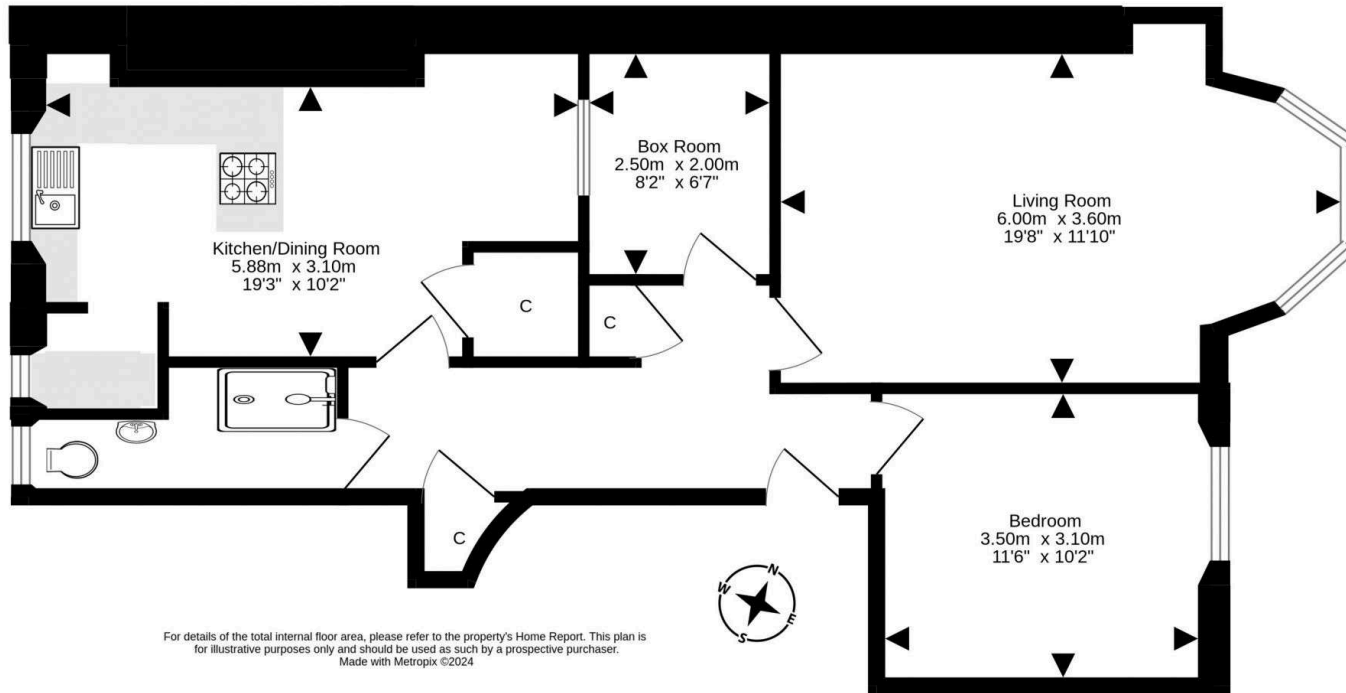 Box Room
2.50m x 2.00m
8'2" x 6'7"
Living Room
6.00m x 3.60m
19'8" x 11'10"
Kitchen/Dining Room
5.88m x 3.10m
19'3" x 10'2"
C
C
C
Bedroom
3.50m x 3.10m
11'6" x 10'2"
N
W
E
S
For details of the total internal floor area, please refer to the property's Home Report. This plan is
for illustrative purposes only and should be used as such by a prospective purchaser.
Made with Metropix ©2024